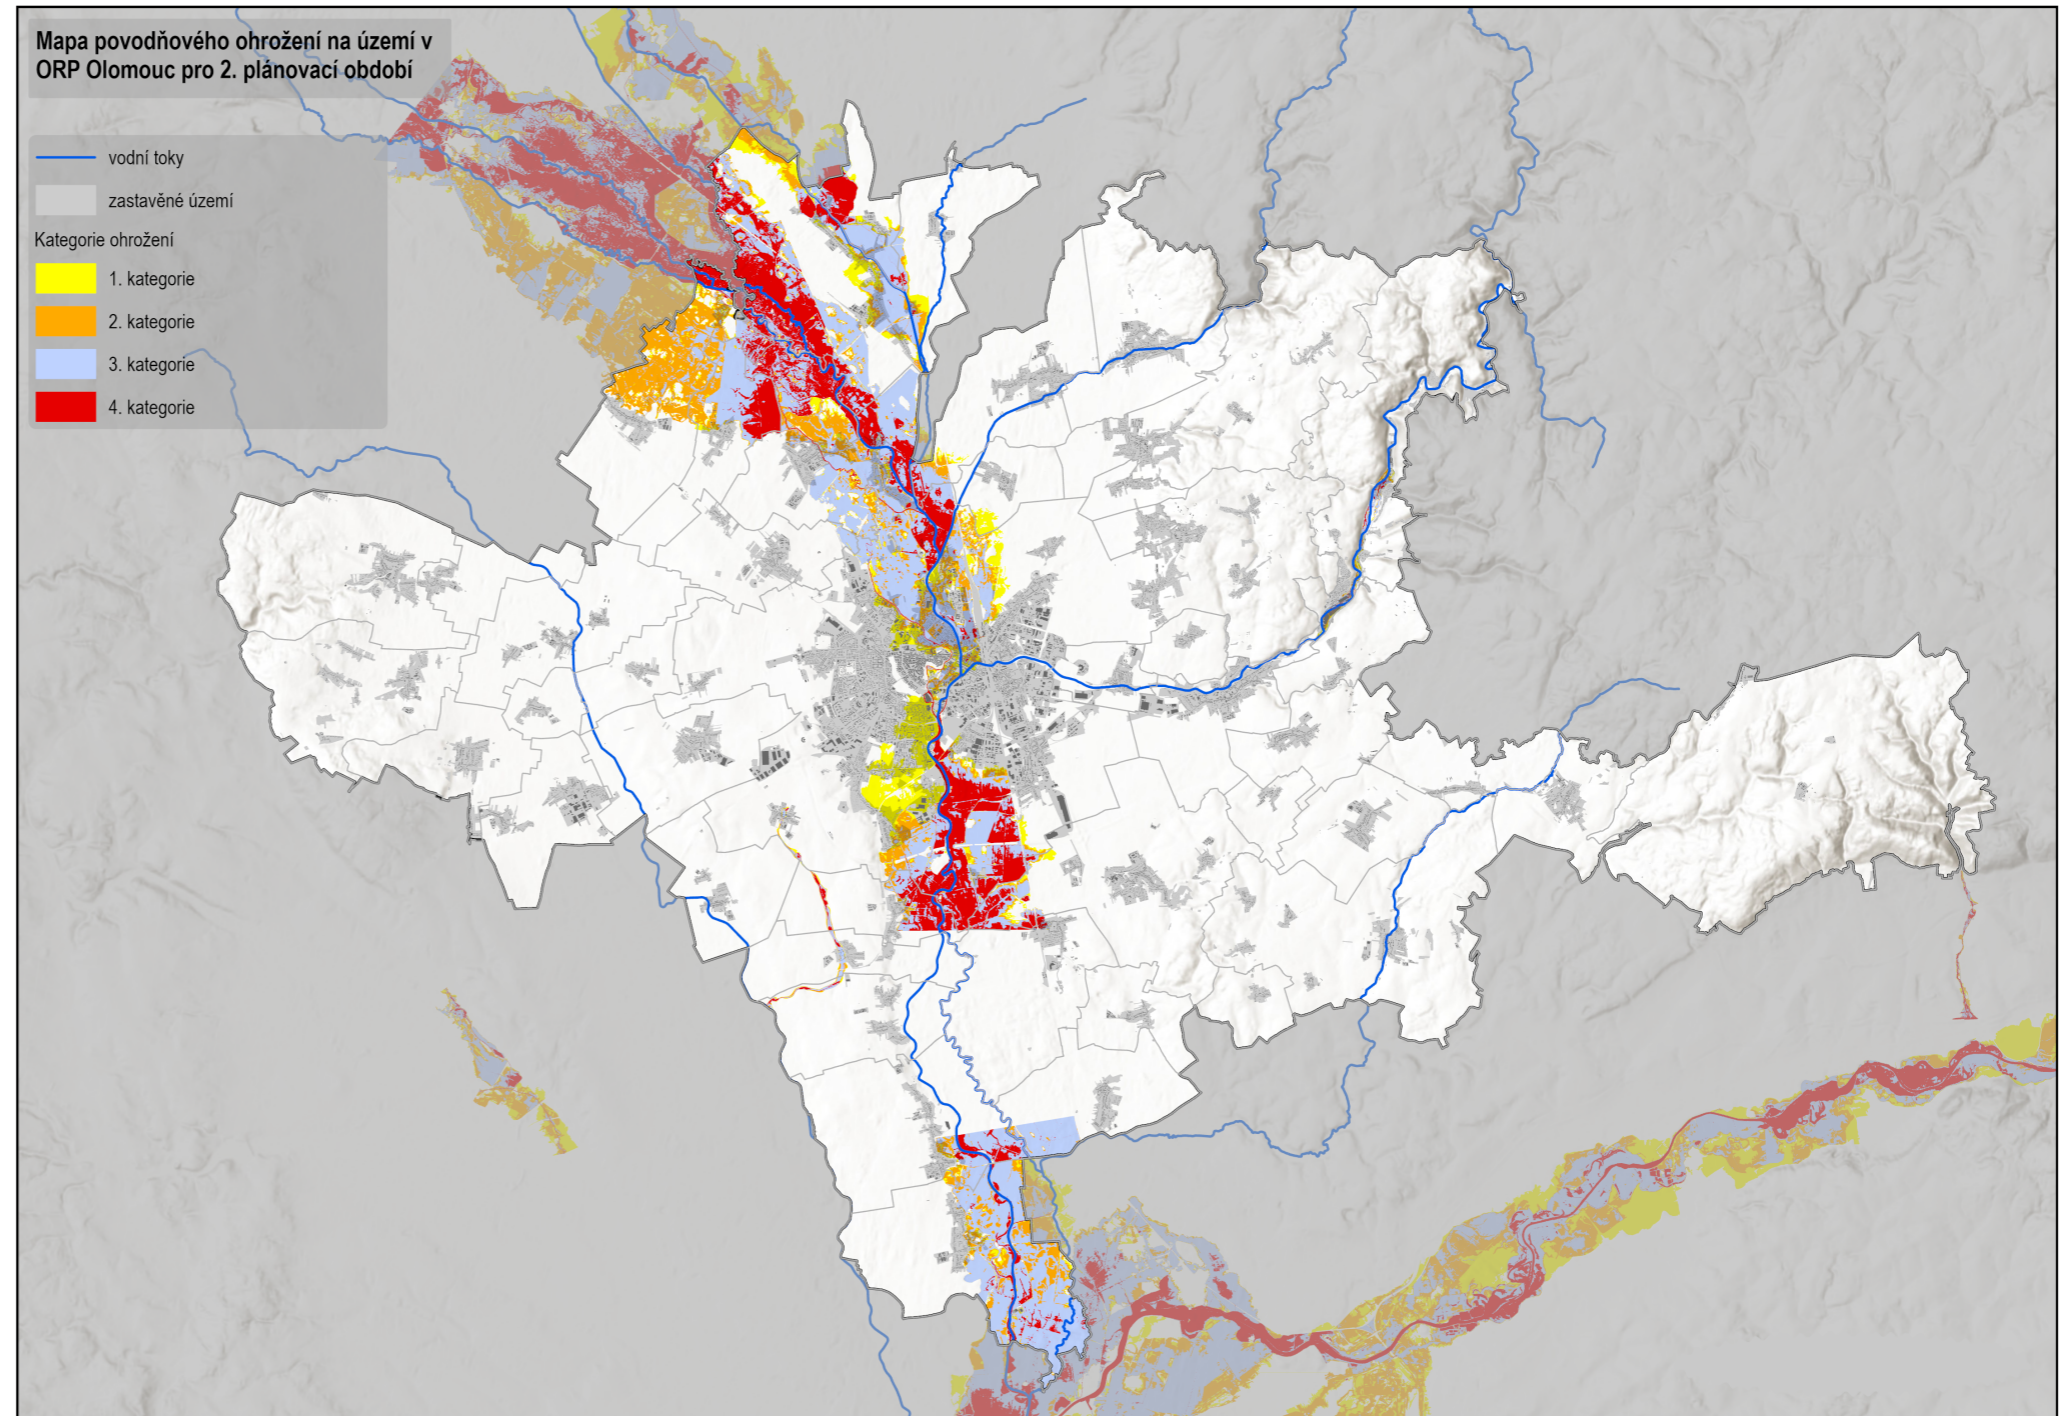 Mapa povodňového ohrožení na území v
ORP Olomouc pro 2. plánovací období
vodní toky
zastavěné území
Kategorie ohrožení
1. kategorie
2. kategorie
3. kategorie
4. kategorie